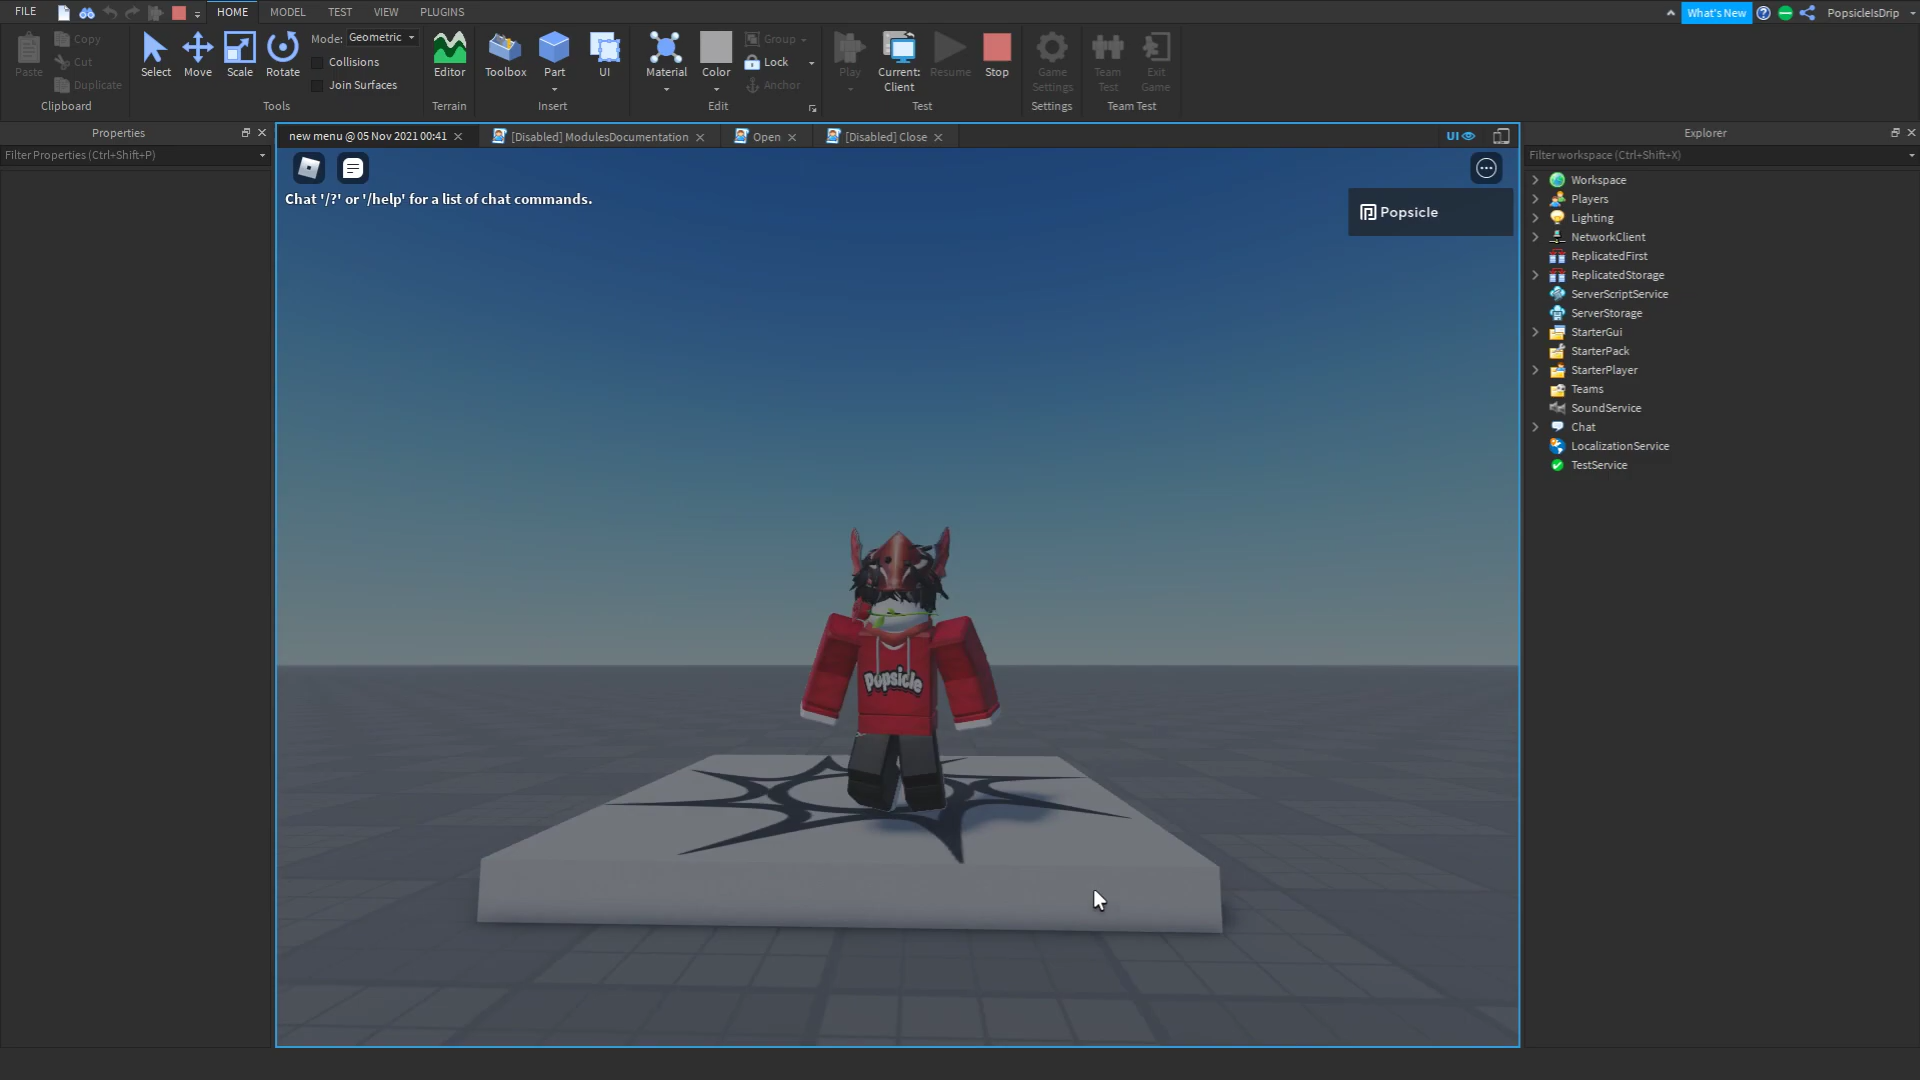 FILE
HOME
MODEL
TEST
VIEW
PLUGINS
What's New
PopsicleIsDrip
Paste
Copy
Cut
Duplicate
Clipboard
Select
Move
Scale
Rotate
Mode: Geometric
Collisions
Join Surfaces
Tools
Editor
Terrain
Toolbox
Part
UI
Insert
Material
Color
Group
Lock
Anchor
Edit
Play
Current:
Client
Resume
Stop
Test
Game
Settings
Settings
Team
Test
Exit
Game
Team Test
Properties
Filter Properties (Ctrl+Shift+P)
new menu @ 05 Nov 2021 00:41
[Disabled] ModulesDocumentation
Open
[Disabled] Close
UI
Chat '/?' or '/help' for a list of chat commands.
Popsicle
Popsicle
Explorer
Filter workspace (Ctrl+Shift+X)
Workspace
Players
Lighting
NetworkClient
ReplicatedFirst
ReplicatedStorage
ServerScriptService
ServerStorage
StarterGui
StarterPack
StarterPlayer
Teams
SoundService
Chat
LocalizationService
TestService